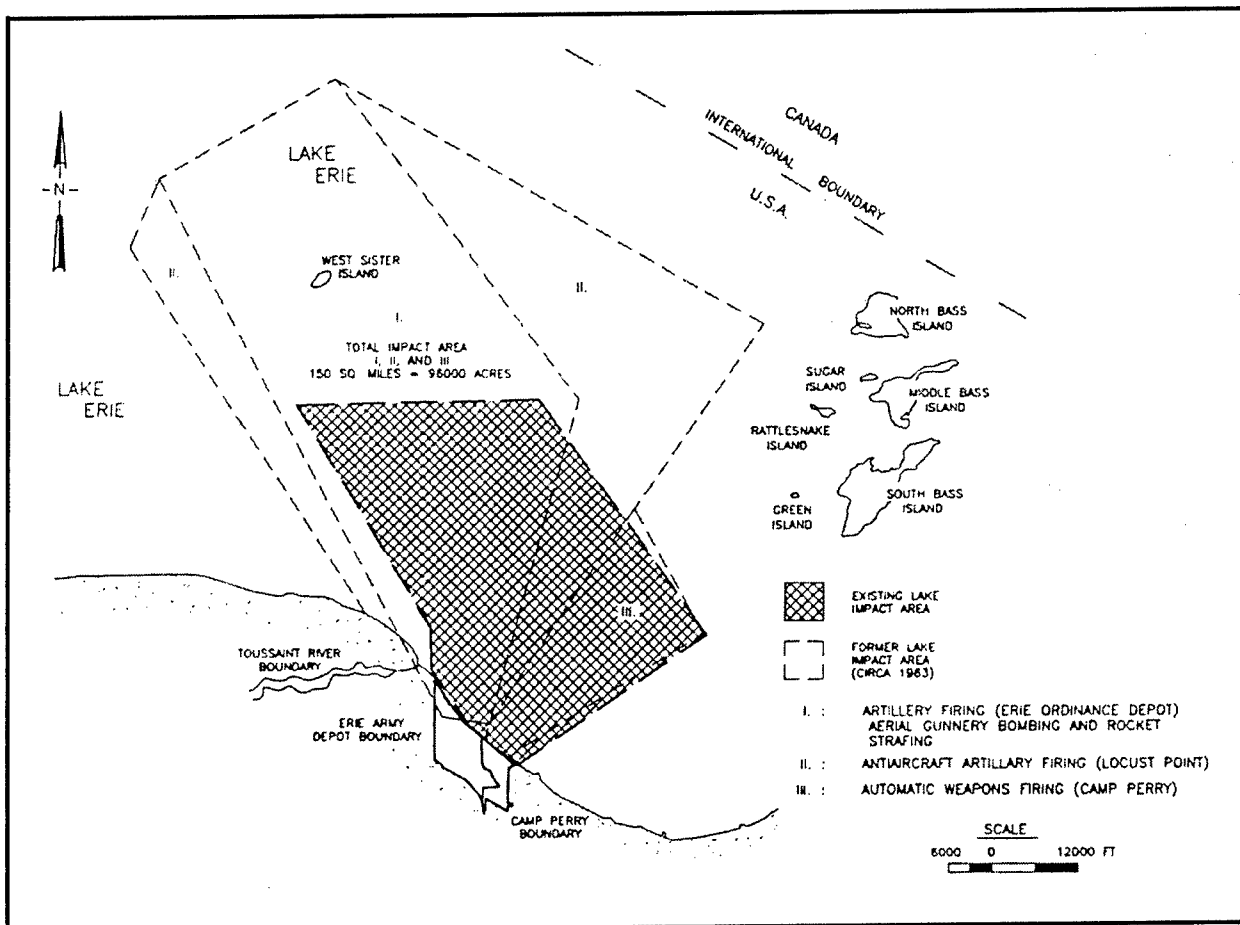 CANADA
INTERNATIONAL BOUNDARY
U.S.A.
LAKE
ERIE
-N-
WEST SISTER
ISLAND
II.
II.
NORTH BASS
ISLAND
I.
TOTAL IMPACT AREA
I, II, AND III
150 SQ. MILES = 96000 ACRES
SUGAR
ISLAND
MIDDLE BASS
ISLAND
LAKE
ERIE
RATTLESNAKE
ISLAND
SOUTH BASS
ISLAND
GREEN
ISLAND
III.
EXISTING LAKE
IMPACT AREA
FORMER LAKE
IMPACT AREA
(CIRCA 1963)
TOUSSAINT RIVER
BOUNDARY
ERIE ARMY
DEPOT BOUNDARY
CAMP PERRY
BOUNDARY
I. : ARTILLERY FIRING (ERIE ORDINANCE DEPOT)
AERIAL GUNNERY BOMBING AND ROCKET
STRAFING
II. : ANTIAIRCRAFT ARTILLARY FIRING (LOCUST POINT)
III. : AUTOMATIC WEAPONS FIRING (CAMP PERRY)
SCALE
6000 0 12000 FT